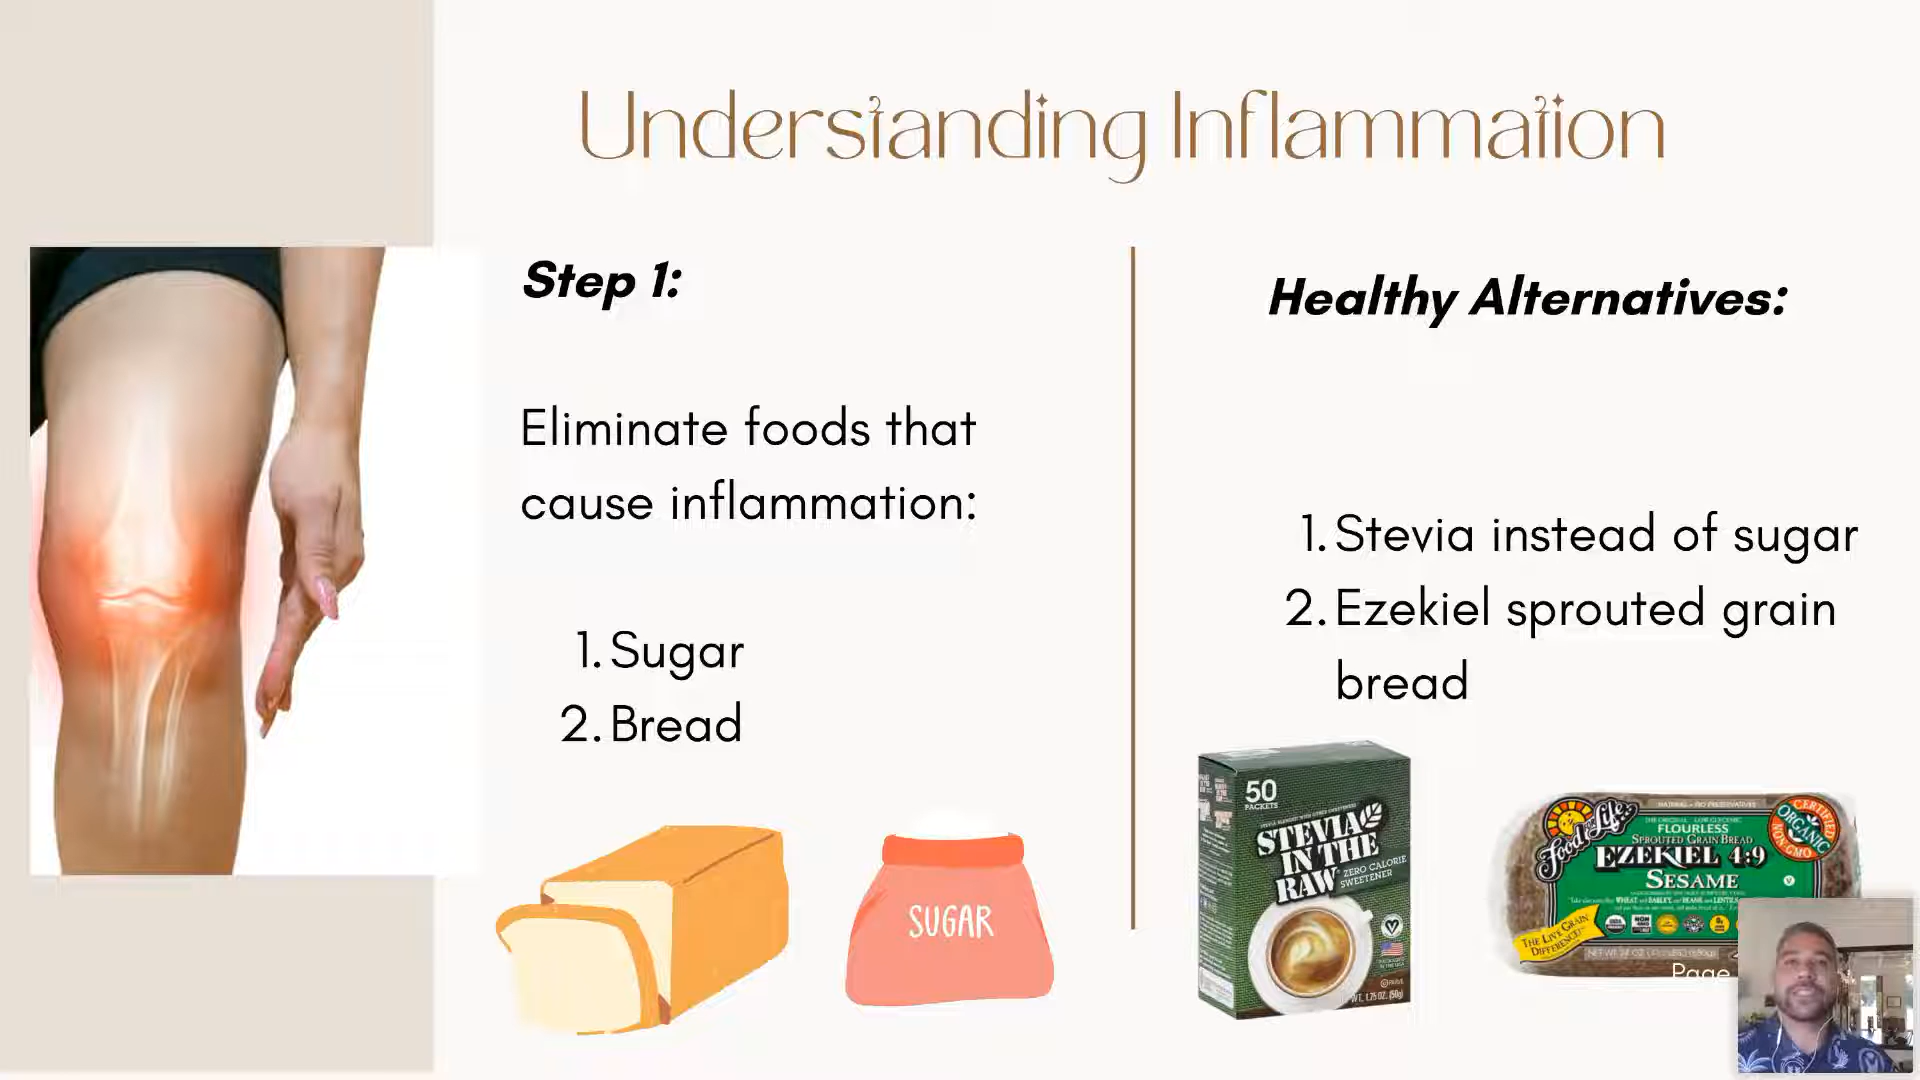 Understanding Inflammation
Step 1:
Eliminate foods that
cause inflammation:
1. Sugar
2. Bread
SUGAR
Healthy Alternatives:
1. Stevia instead of sugar
2. Ezekiel sprouted grain
bread
50
PACKETS
STEVIA
IN THE
RAW
ZERO CALORIE
SWEETENER
Food for Life
FLOURLESS
SPROUTED GRAIN BREAD
EZEKIEL 4:9
SESAME
CERTIFIED
ORGANIC
NON GMO
THE LIVE GRAIN
DIFFERENCE!
Page